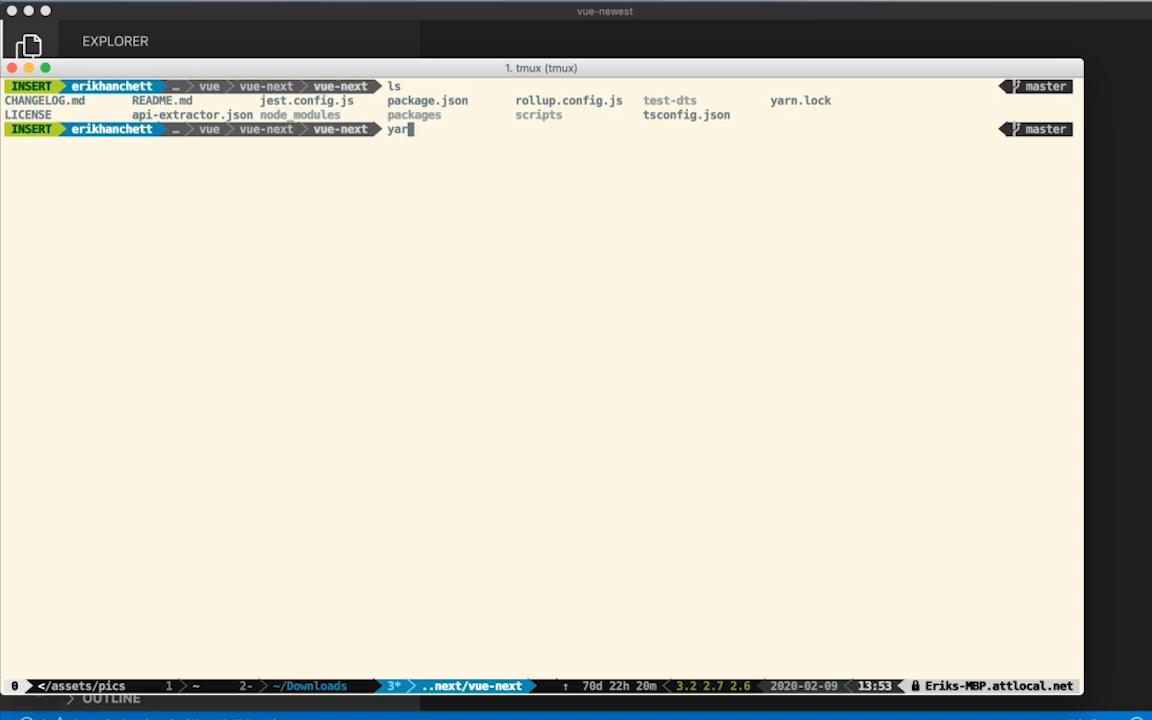 vue-newest
EXPLORER
1. tmux (tmux)
INSERT erikhanchett … vue vue-next vue-next ls master
CHANGELOG.md README.md jest.config.js package.json rollup.config.js test-dts yarn.lock
LICENSE api-extractor.json node_modules packages scripts tsconfig.json
INSERT erikhanchett … vue vue-next vue-next yar master
0 </assets/pics 1 ~ 2- ~/Downloads 3* ..next/vue-next ↑ 70d 22h 20m 3.2 2.7 2.6 2020-02-09 13:53 Eriks-MBP.attlocal.net
OUTLINE